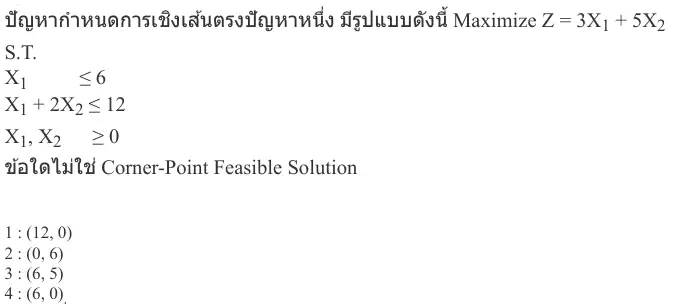 ปัญหากำหนดการเชิงเส้นตรงปัญหาหนึ่ง มีรูปแบบดังนี้ Maximize Z = 3X₁ + 5X₂
S.T.
X₁ ≤ 6
X₁ + 2X₂ ≤ 12
X₁, X₂ ≥ 0
ข้อใดไม่ใช่ Corner-Point Feasible Solution
1 : (12, 0)
2 : (0, 6)
3 : (6, 5)
4 : (6, 0)